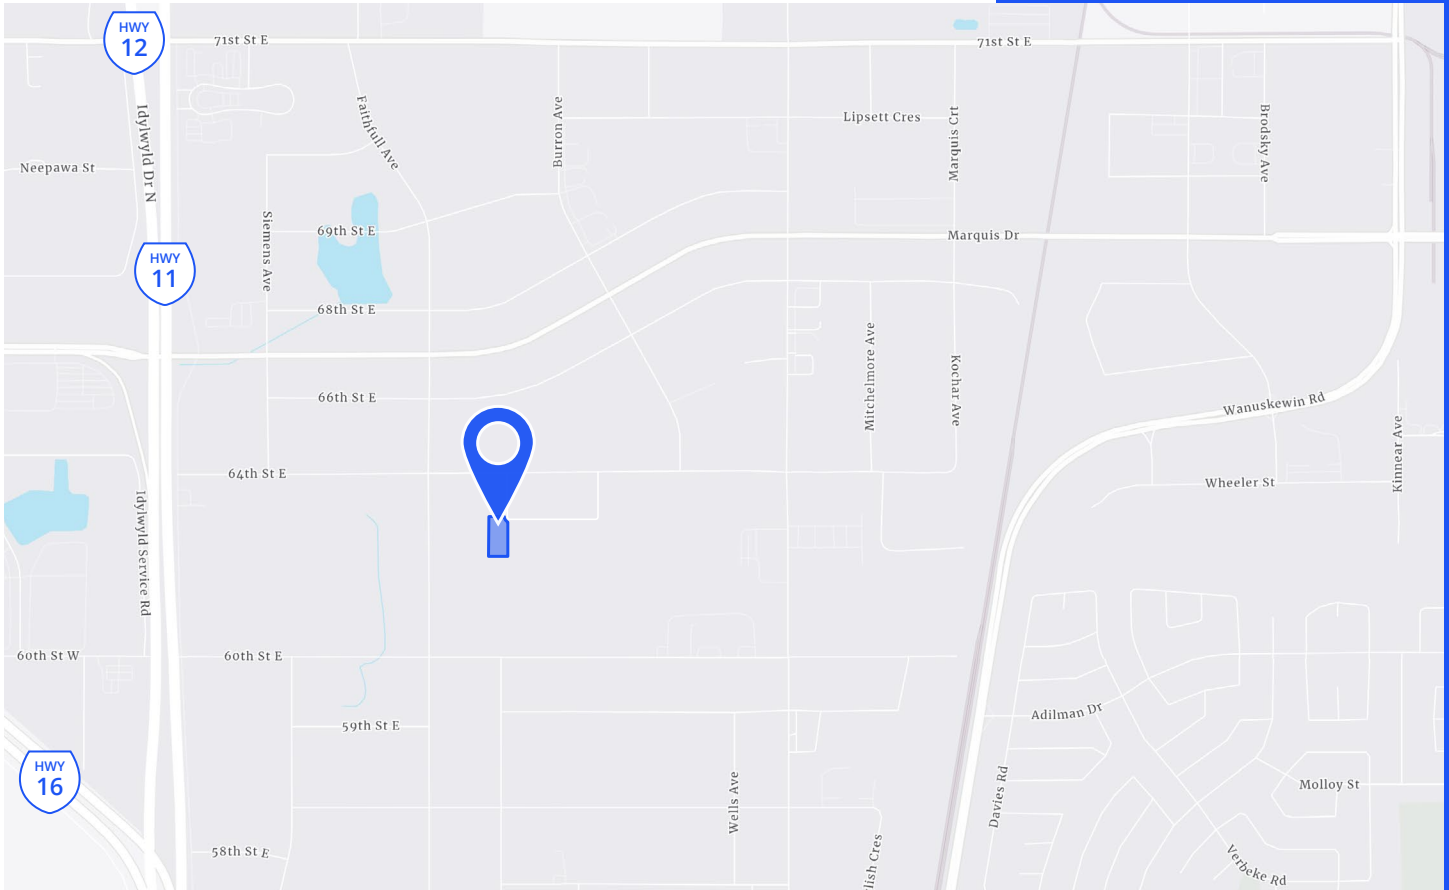 HWY
12
71st St E
71st St E
Idylwyld Dr N
Faithfull Ave
Burron Ave
Lipsett Cres
Marquis Crt
Brodsky Ave
Neepawa St
Siemens Ave
69th St E
Marquis Dr
HWY
11
68th St E
66th St E
Mitchelmore Ave
Kochar Ave
Wanuskewin Rd
Kinnear Ave
64th St E
Wheeler St
Idylwyld Service Rd
60th St W
60th St E
59th St E
Adilman Dr
HWY
16
Wells Ave
Davies Rd
Molloy St
58th St E
lish Cres
Verbeke Rd